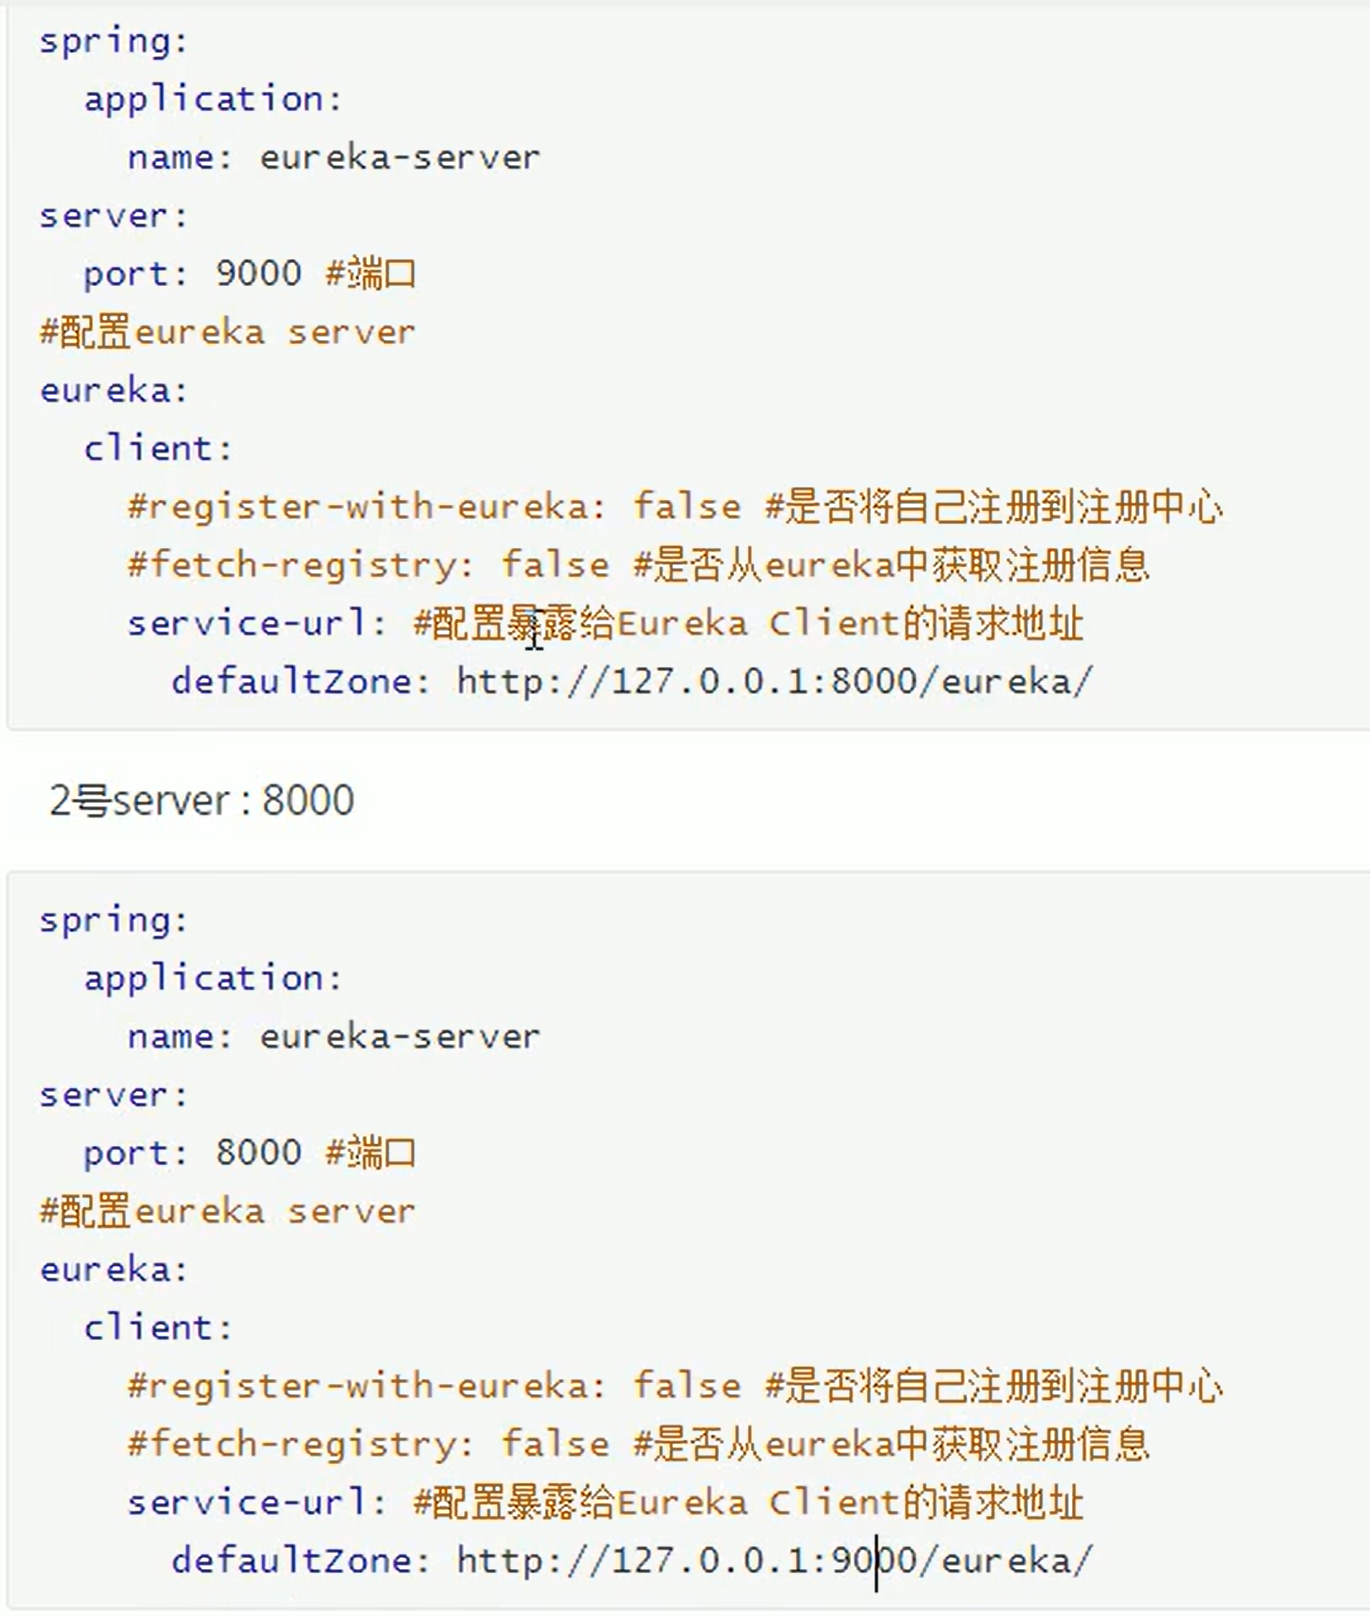 spring:
  application:
    name: eureka-server
server:
  port: 9000 #端口
#配置eureka server
eureka:
  client:
    #register-with-eureka: false #是否将自己注册到注册中心
    #fetch-registry: false #是否从eureka中获取注册信息
    service-url: #配置暴露给Eureka Client的请求地址
      defaultZone: http://127.0.0.1:8000/eureka/
2号server : 8000
spring:
  application:
    name: eureka-server
server:
  port: 8000 #端口
#配置eureka server
eureka:
  client:
    #register-with-eureka: false #是否将自己注册到注册中心
    #fetch-registry: false #是否从eureka中获取注册信息
    service-url: #配置暴露给Eureka Client的请求地址
      defaultZone: http://127.0.0.1:9000/eureka/